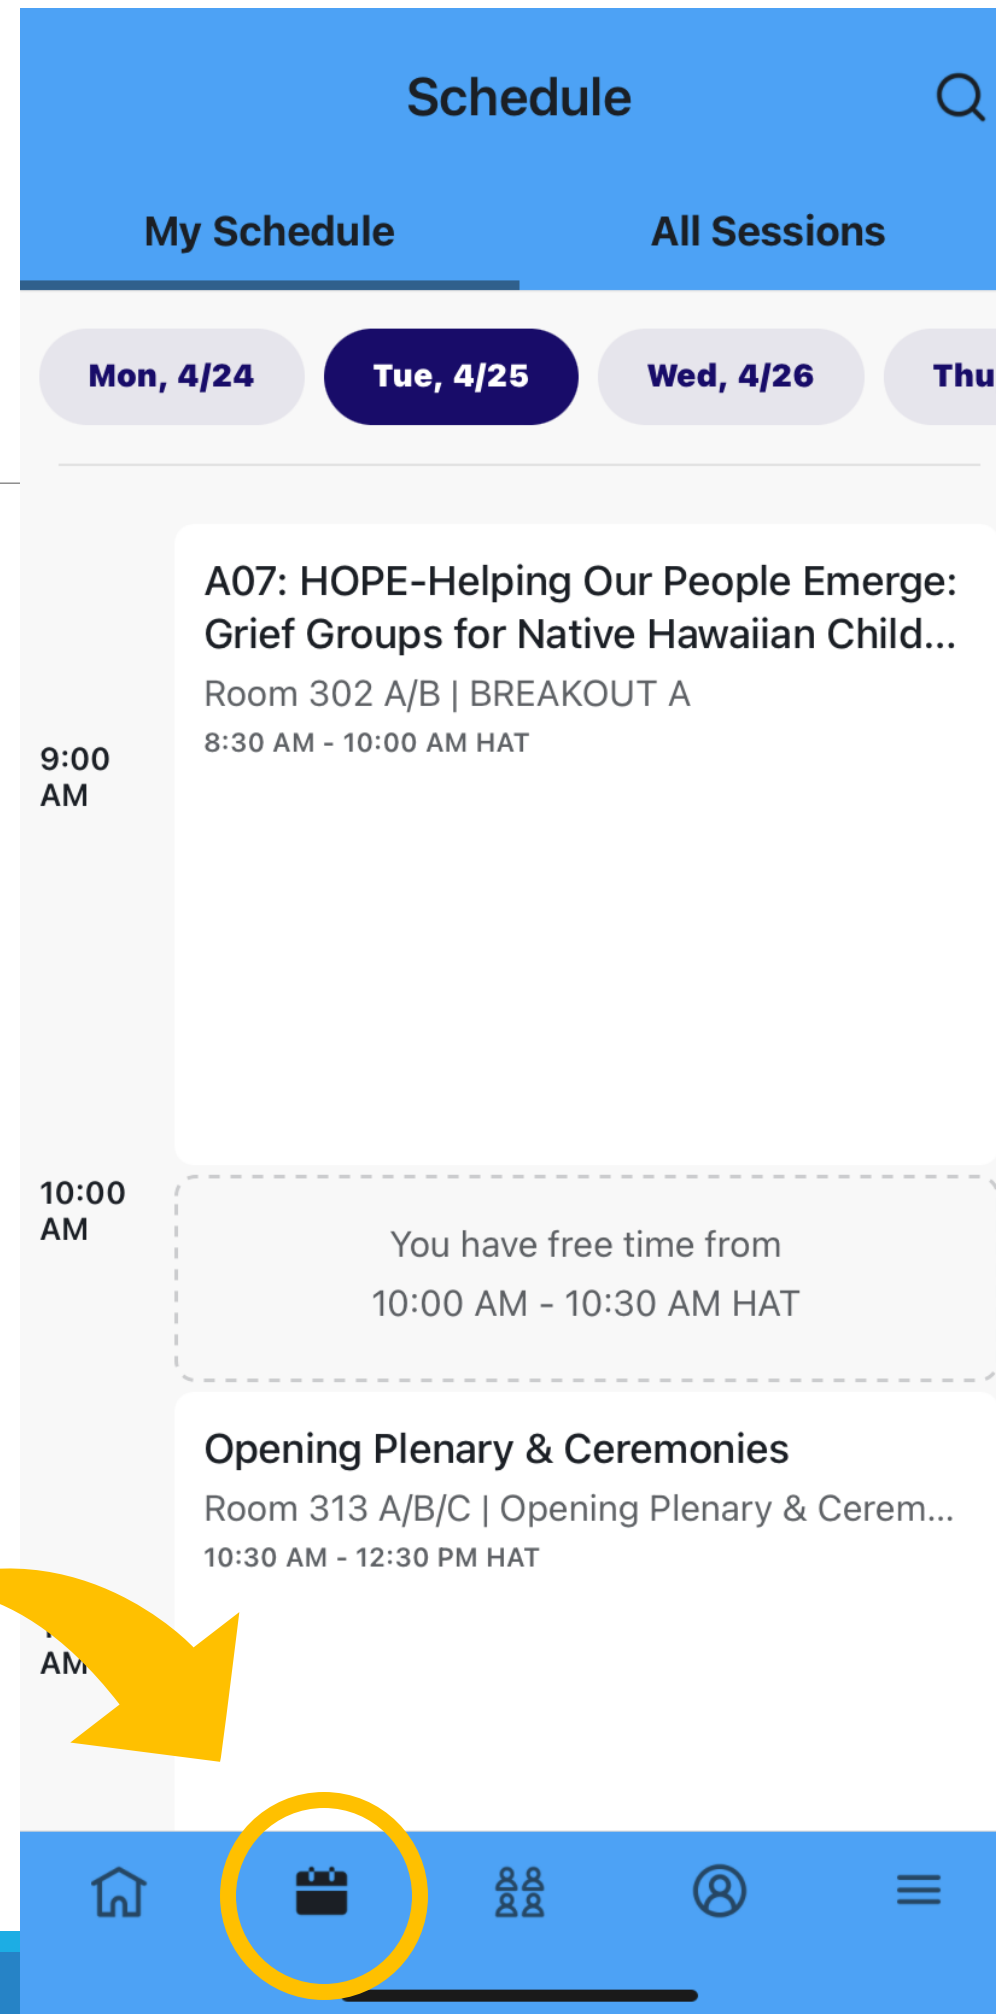 Schedule
My Schedule
All Sessions
Mon, 4/24
Tue, 4/25
Wed, 4/26
Thu
A07: HOPE-Helping Our People Emerge:
Grief Groups for Native Hawaiian Child...
Room 302 A/B | BREAKOUT A
8:30 AM - 10:00 AM HAT
9:00
AM
10:00
AM
You have free time from
10:00 AM - 10:30 AM HAT
Opening Plenary & Ceremonies
Room 313 A/B/C | Opening Plenary & Cerem...
10:30 AM - 12:30 PM HAT
AM